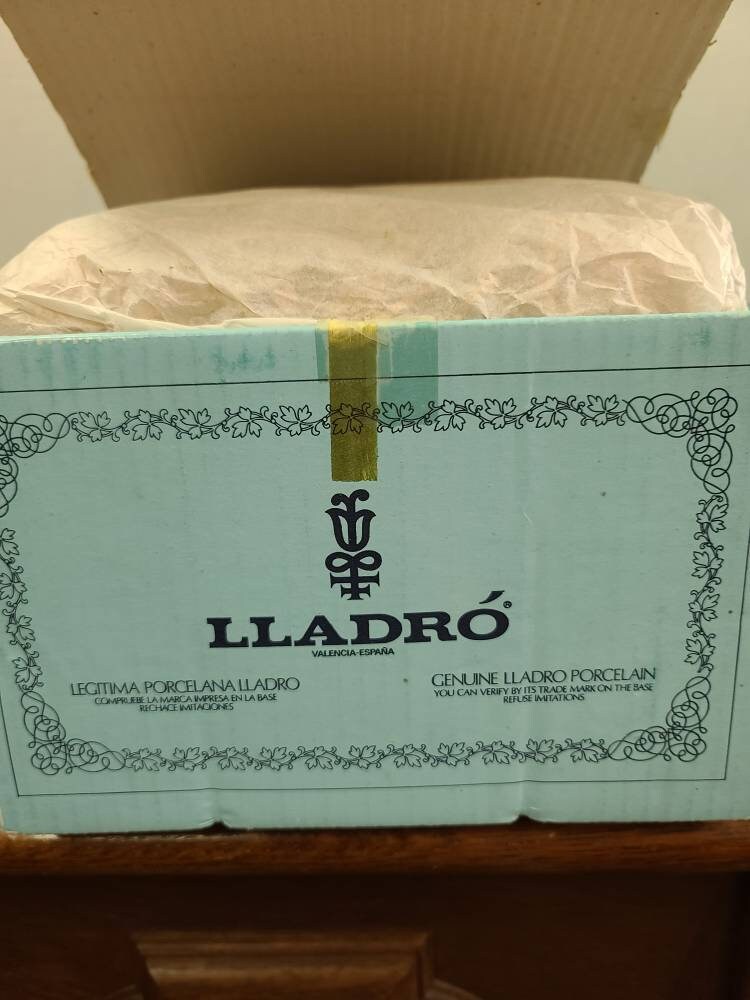 LLADRÓ®
VALENCIA-ESPAÑA
LEGITIMA PORCELANA LLADRO
COMPRUEBE LA MARCA IMPRESA EN LA BASE
RECHACE IMITACIONES
GENUINE LLADRO PORCELAIN
YOU CAN VERIFY BY ITS TRADE MARK ON THE BASE
REFUSE IMITATIONS